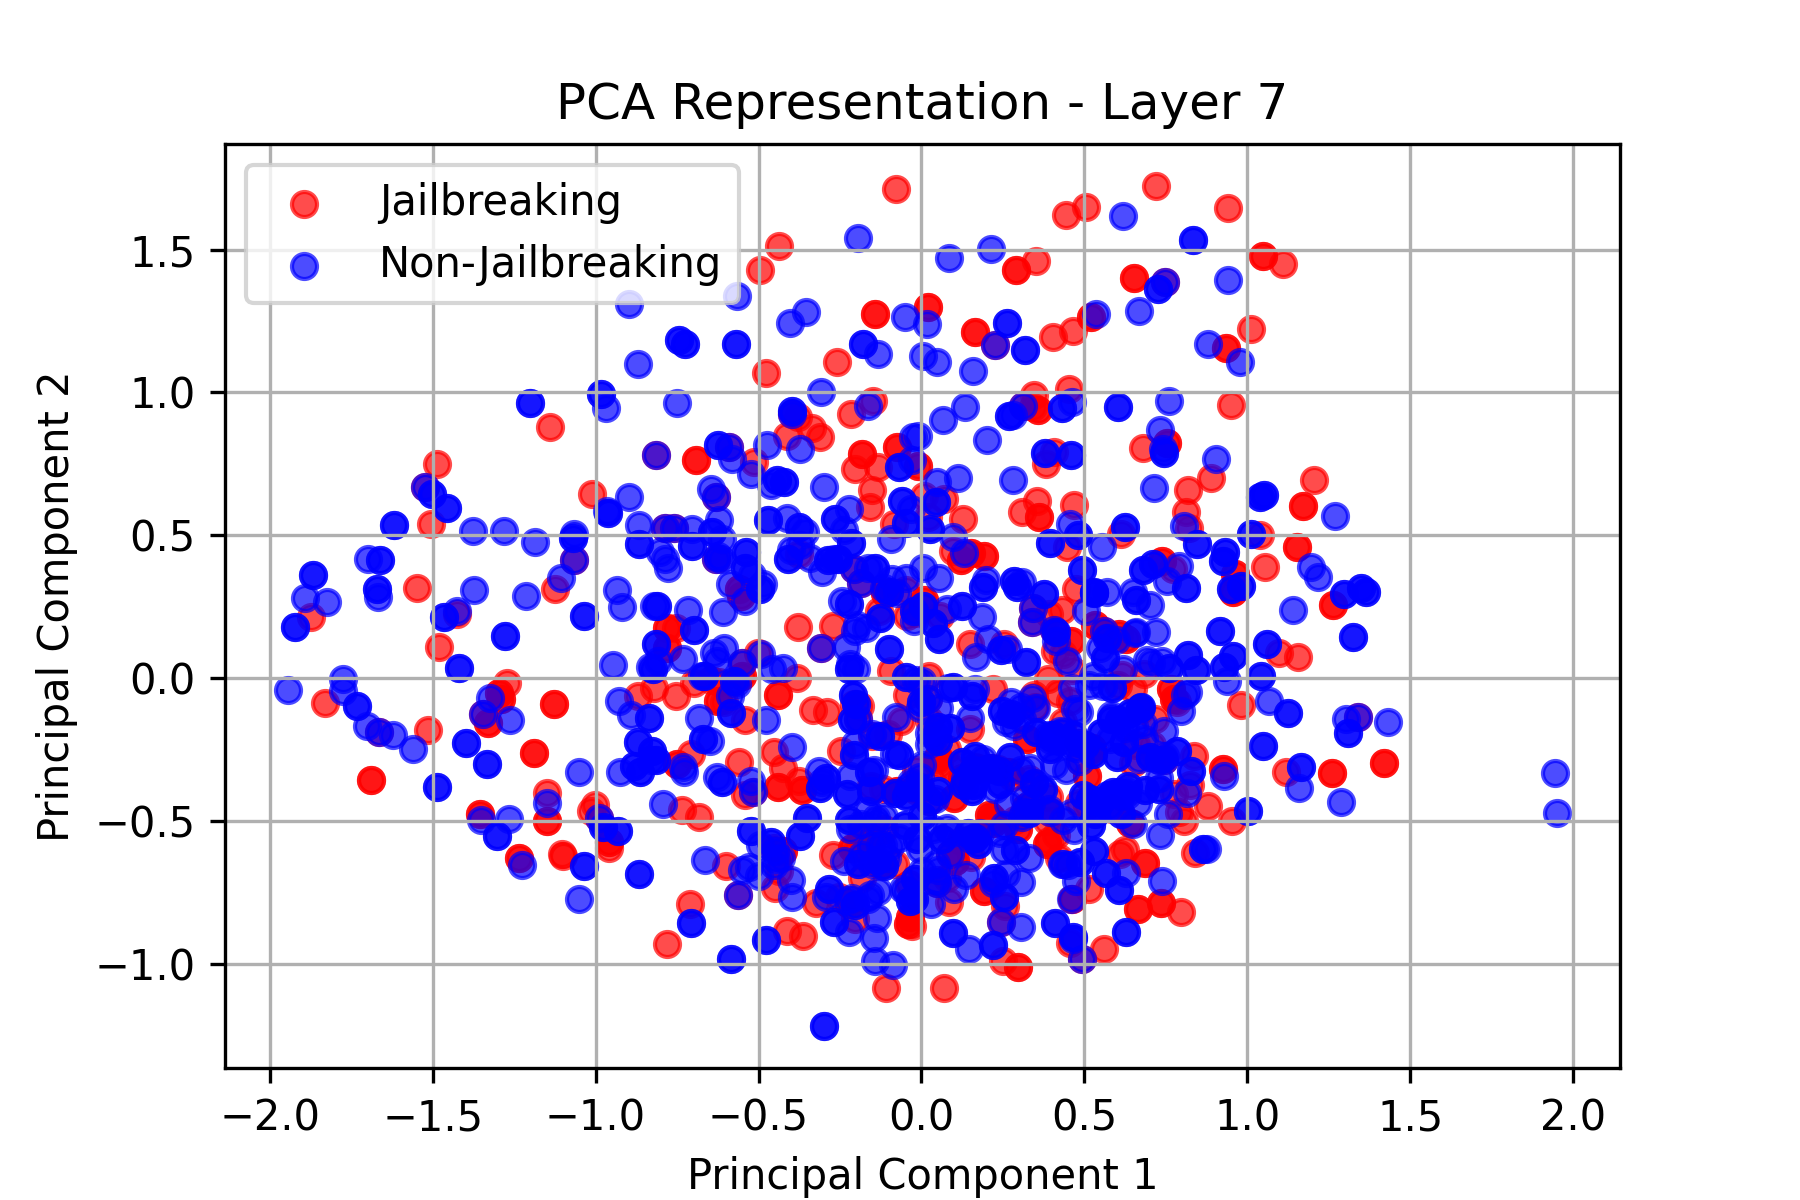 PCA Representation - Layer 7
Jailbreaking
Non-Jailbreaking
Principal Component 2
1.5
1.0
0.5
0.0
−0.5
−1.0
−2.0 −1.5 −1.0 −0.5 0.0 0.5 1.0 1.5 2.0
Principal Component 1